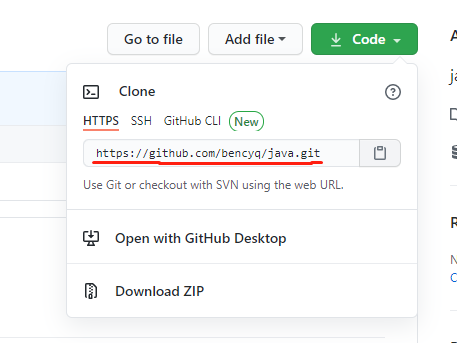 Go to file Add file Code
Clone
HTTPS SSH GitHub CLI New
https://github.com/bencyq/java.git
Use Git or checkout with SVN using the web URL.
Open with GitHub Desktop
Download ZIP